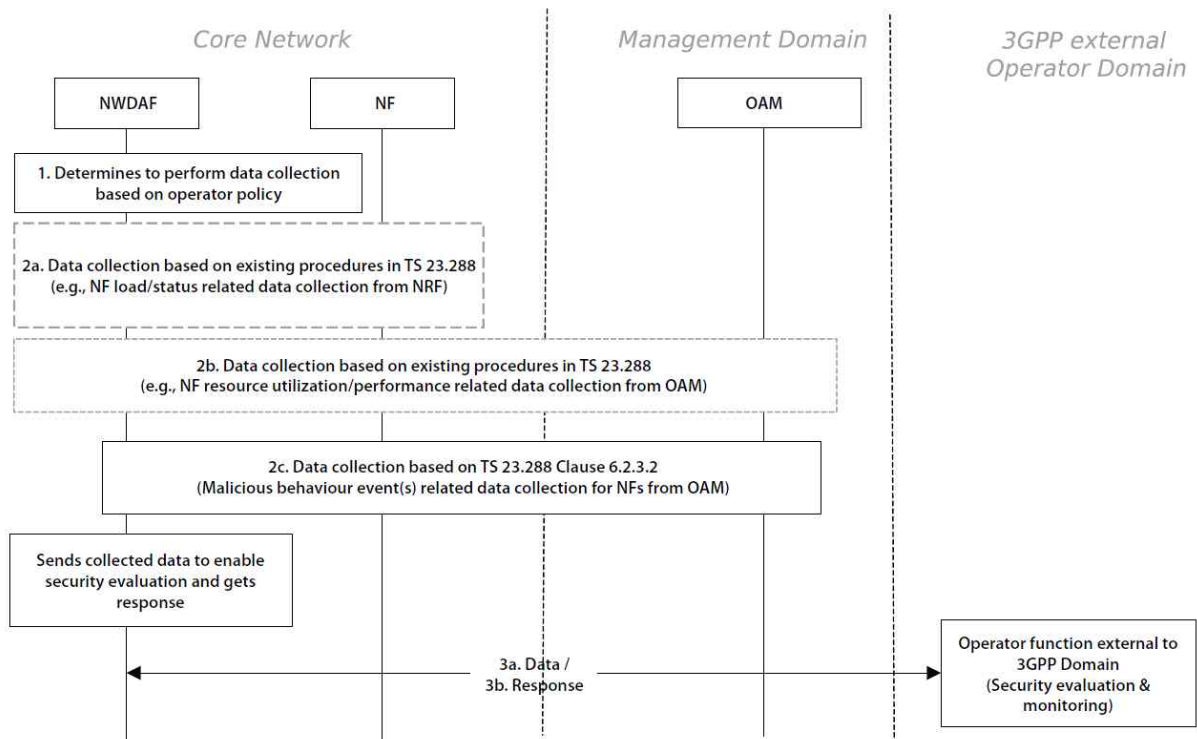 Core Network
Management Domain
3GPP external
Operator Domain
NWDAF
NF
OAM
1. Determines to perform data collection
based on operator policy
2a. Data collection based on existing procedures in TS 23.288
(e.g., NF load/status related data collection from NRF)
2b. Data collection based on existing procedures in TS 23.288
(e.g., NF resource utilization/performance related data collection from OAM)
2c. Data collection based on TS 23.288 Clause 6.2.3.2
(Malicious behaviour event(s) related data collection for NFs from OAM)
Sends collected data to enable
security evaluation and gets
response
3a. Data /
3b. Response
Operator function external to
3GPP Domain
(Security evaluation &
monitoring)